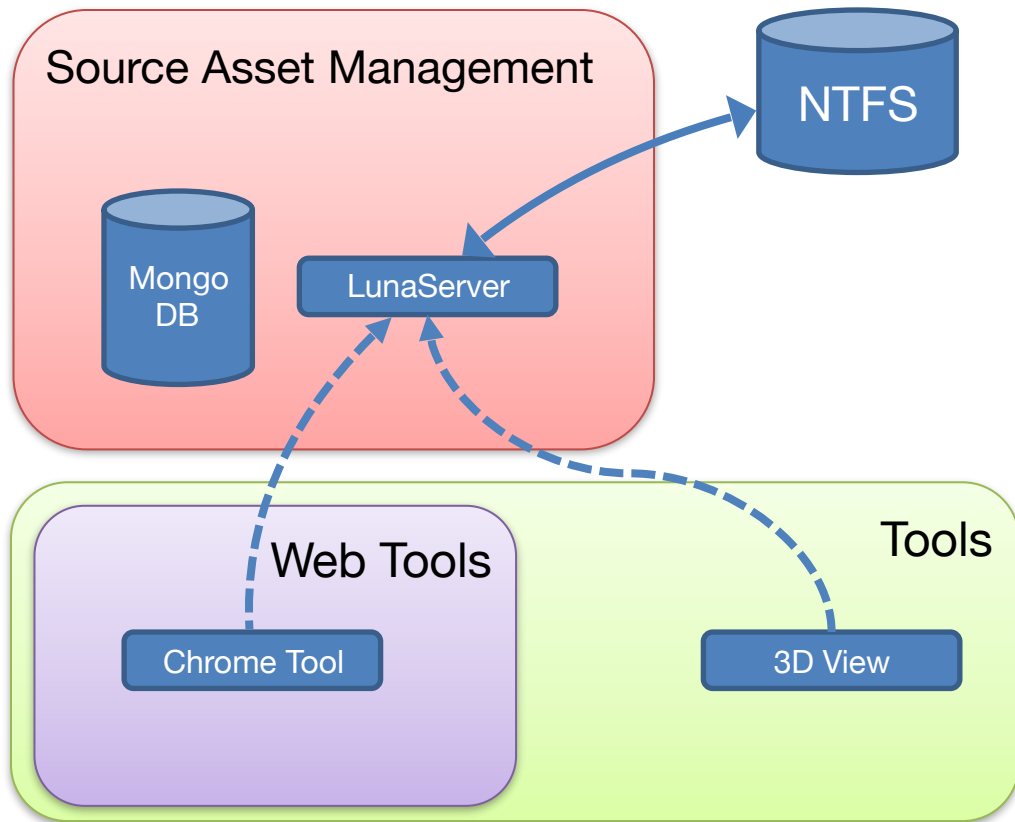 Source Asset Management
NTFS
Mongo
DB
LunaServer
Web Tools
Tools
Chrome Tool
3D View